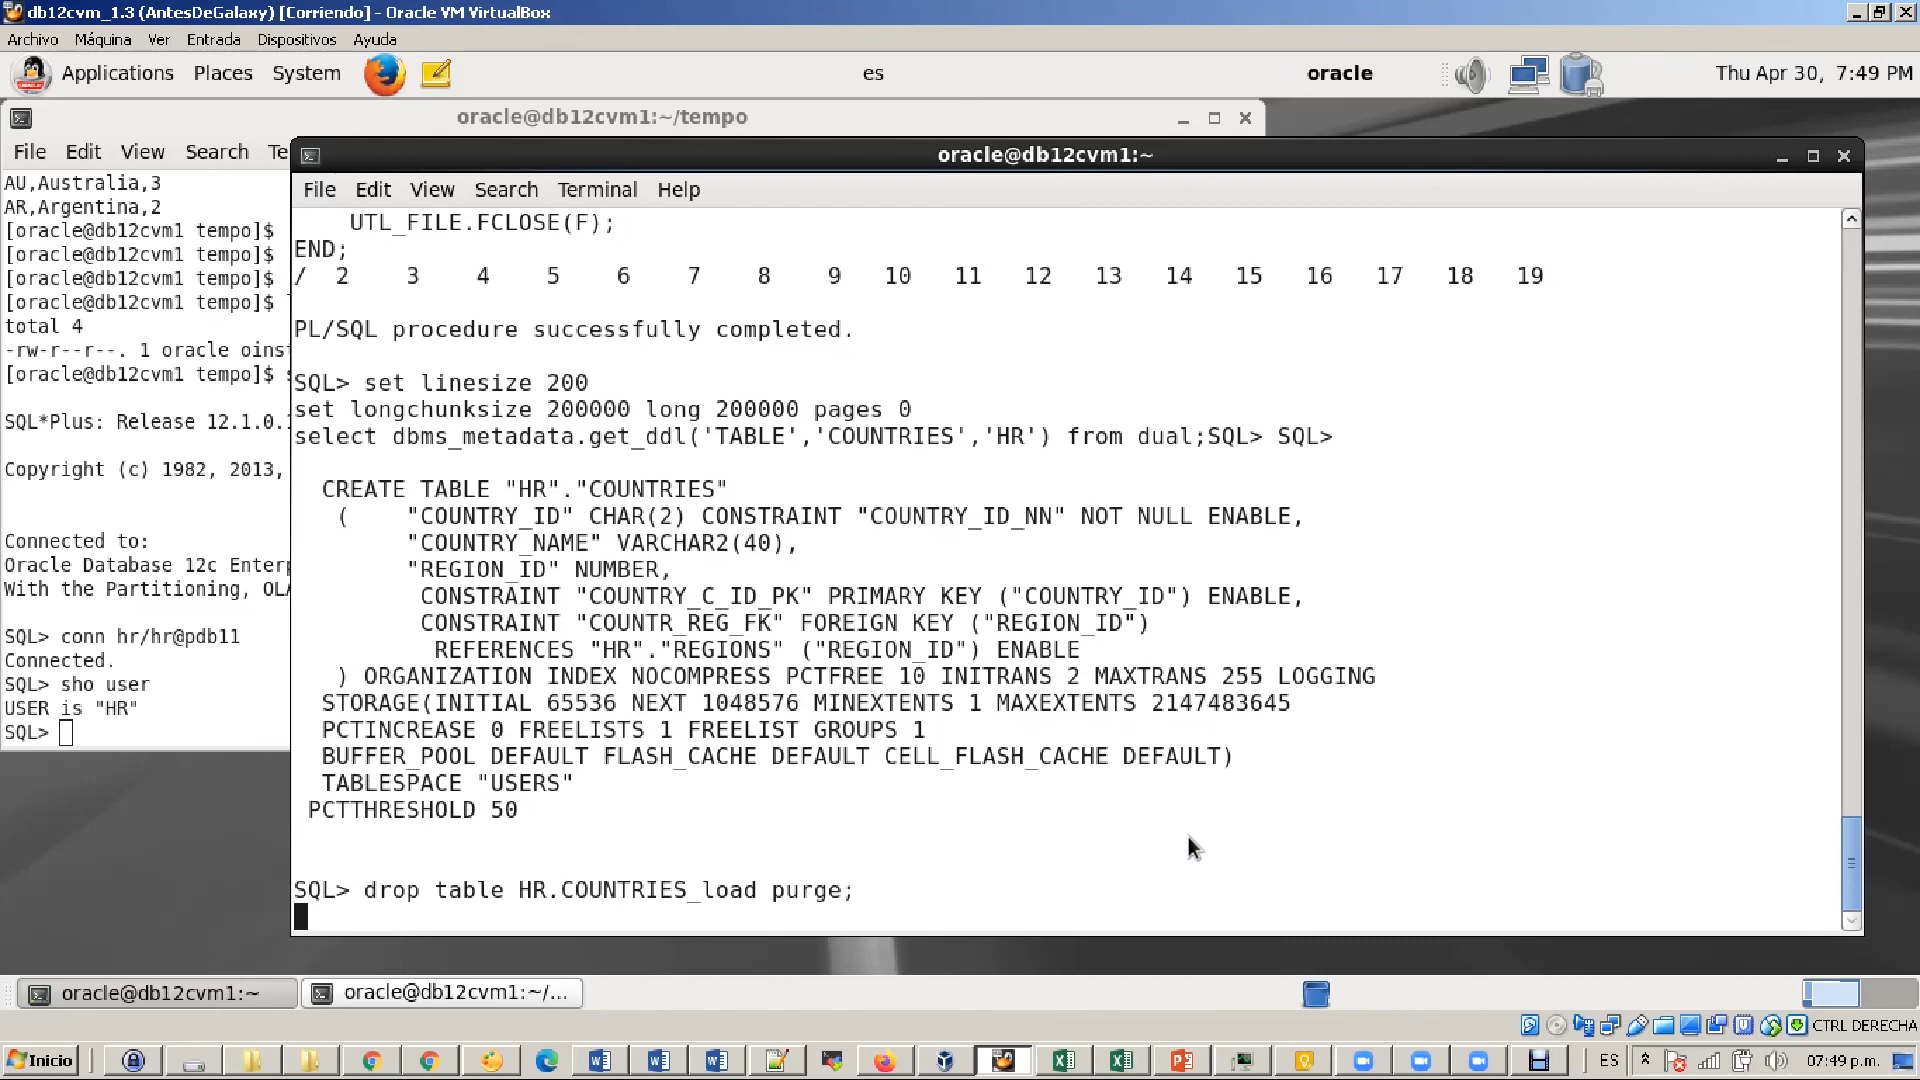 db12cvm_1.3 (AntesDeGalaxy) [Corriendo] - Oracle VM VirtualBox
Archivo Máquina Ver Entrada Dispositivos Ayuda
Applications Places System es oracle Thu Apr 30, 7:49 PM
oracle@db12cvm1:~/tempo
File Edit View Search Te
AU,Australia,3
AR,Argentina,2
[oracle@db12cvm1 tempo]$
[oracle@db12cvm1 tempo]$
[oracle@db12cvm1 tempo]$
[oracle@db12cvm1 tempo]$
total 4
-rw-r--r--. 1 oracle oins
[oracle@db12cvm1 tempo]$
SQL*Plus: Release 12.1.0.
Copyright (c) 1982, 2013,
Connected to:
Oracle Database 12c Enter
With the Partitioning, OLA
SQL> conn hr/hr@pdb11
Connected.
SQL> sho user
USER is "HR"
SQL>
oracle@db12cvm1:~
File Edit View Search Terminal Help
UTL_FILE.FCLOSE(F);
END;
/ 2 3 4 5 6 7 8 9 10 11 12 13 14 15 16 17 18 19
PL/SQL procedure successfully completed.
SQL> set linesize 200
set longchunksize 200000 long 200000 pages 0
select dbms_metadata.get_ddl('TABLE','COUNTRIES','HR') from dual;SQL> SQL>
CREATE TABLE "HR"."COUNTRIES"
( "COUNTRY_ID" CHAR(2) CONSTRAINT "COUNTRY_ID_NN" NOT NULL ENABLE,
"COUNTRY_NAME" VARCHAR2(40),
"REGION_ID" NUMBER,
CONSTRAINT "COUNTRY_C_ID_PK" PRIMARY KEY ("COUNTRY_ID") ENABLE,
CONSTRAINT "COUNTR_REG_FK" FOREIGN KEY ("REGION_ID")
REFERENCES "HR"."REGIONS" ("REGION_ID") ENABLE
) ORGANIZATION INDEX NOCOMPRESS PCTFREE 10 INITRANS 2 MAXTRANS 255 LOGGING
STORAGE(INITIAL 65536 NEXT 1048576 MINEXTENTS 1 MAXEXTENTS 2147483645
PCTINCREASE 0 FREELISTS 1 FREELIST GROUPS 1
BUFFER_POOL DEFAULT FLASH_CACHE DEFAULT CELL_FLASH_CACHE DEFAULT)
TABLESPACE "USERS"
PCTTHRESHOLD 50
SQL> drop table HR.COUNTRIES_load purge;
oracle@db12cvm1:~ oracle@db12cvm1:~/...
CTRL DERECHA
Inicio ES 07:49 p.m.